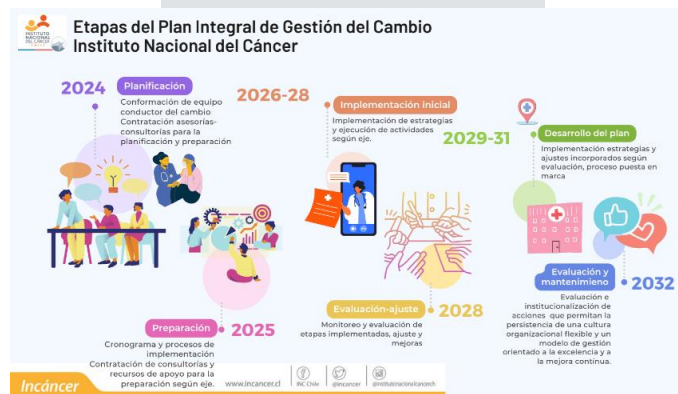 Etapas del Plan Integral de Gestión del Cambio
Instituto Nacional del Cáncer
INSTITUTO
NACIONAL
DEL CÁNCER
2024
Planificación
Conformación de equipo
conductor del cambio
Contratación asesorías-
consultorías para la
planificación y preparación
Preparación
2025
Cronograma y procesos de
implementación
Contratación de consultorías y
recursos de apoyo para la
preparación según eje.
2026-28
Implementación inicial
Implementación de estrategias
y ejecución de actividades
según eje.
Evaluación-ajuste
2028
Monitoreo y evaluación de
etapas implementadas, ajuste y
mejoras
2029-31
Desarrollo del plan
Implementación estrategias y
ajustes incorporados según
evaluación, proceso puesta en
marca
Evaluación y
mantenimieno
2032
Evaluación e
institucionalización de
acciones que permitan la
persistencia de una cultura
organizacional flexible y un
modelo de gestión
orientado a la excelencia y a
la mejora continua.
Incáncer
www.incancer.cl
INC Chile
@incancer
@institutonacionalcancerch